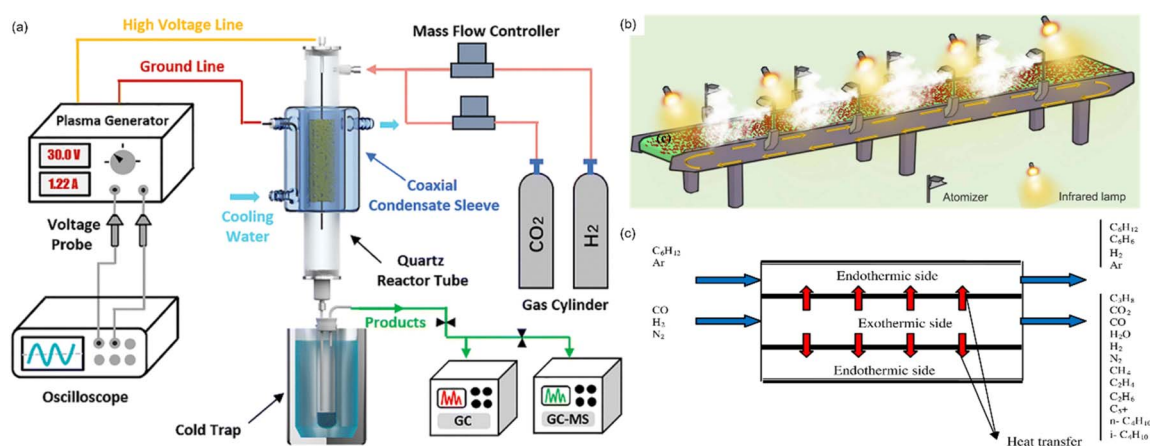 (a)
High Voltage Line
Ground Line
Plasma Generator
30.0 V
1.22 A
Voltage
Probe
Oscilloscope
Cooling
Water
Mass Flow Controller
Coaxial
Condensate Sleeve
Quartz
Reactor Tube
CO2
H2
Gas Cylinder
Products
GC
GC-MS
Cold Trap
(b)
Atomizer
Infrared lamp
(c)
C6H12
Ar
CO
H2
N2
Endothermic side
Exothermic side
Endothermic side
C6H12
C6H6
H2
Ar
C3H8
CO2
CO
H2O
H2
N2
CH4
C2H4
C2H6
C5+
n- C4H10
i- C4H10
Heat transfer